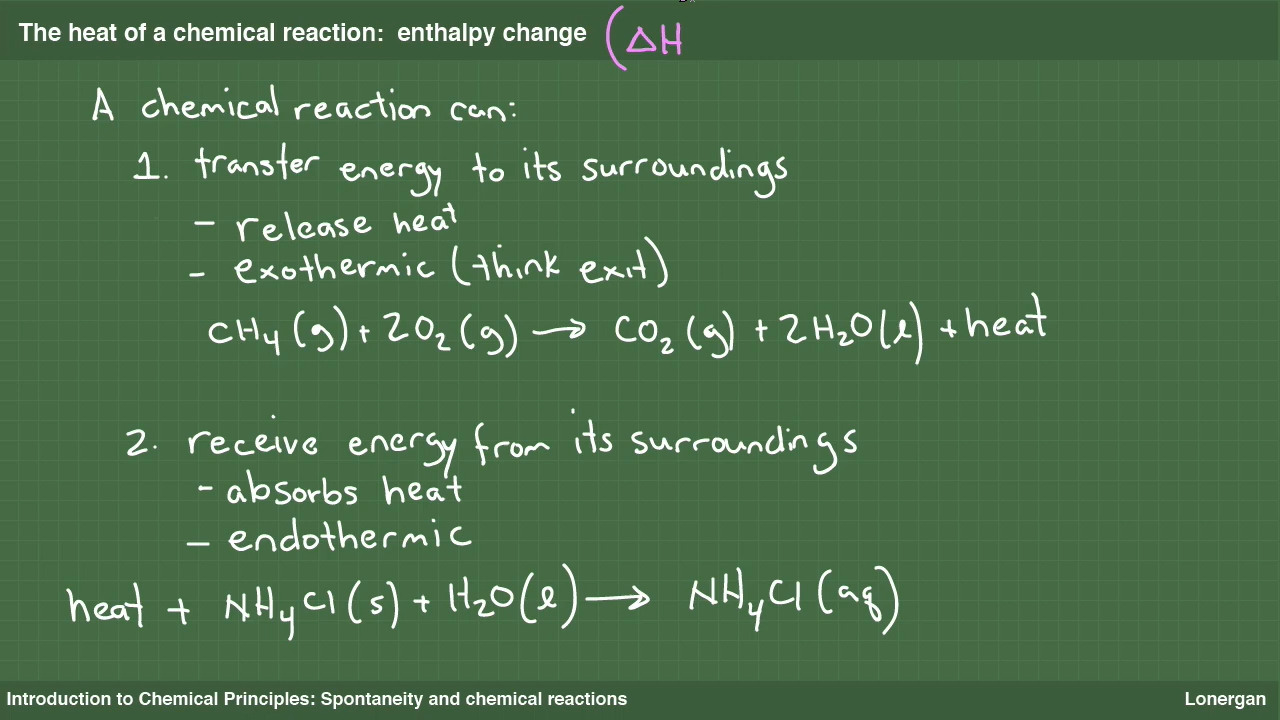 The heat of a chemical reaction: enthalpy change (ΔH
A chemical reaction can:
1. transfer energy to its surroundings
- release heat
- exothermic (think exit)
CH₄(g) + 2O₂(g) → CO₂(g) + 2H₂O(l) + heat
2. receive energy from its surroundings
- absorbs heat
- endothermic
heat + NH₄Cl(s) + H₂O(l) → NH₄Cl(aq)
Introduction to Chemical Principles: Spontaneity and chemical reactions Lonergan